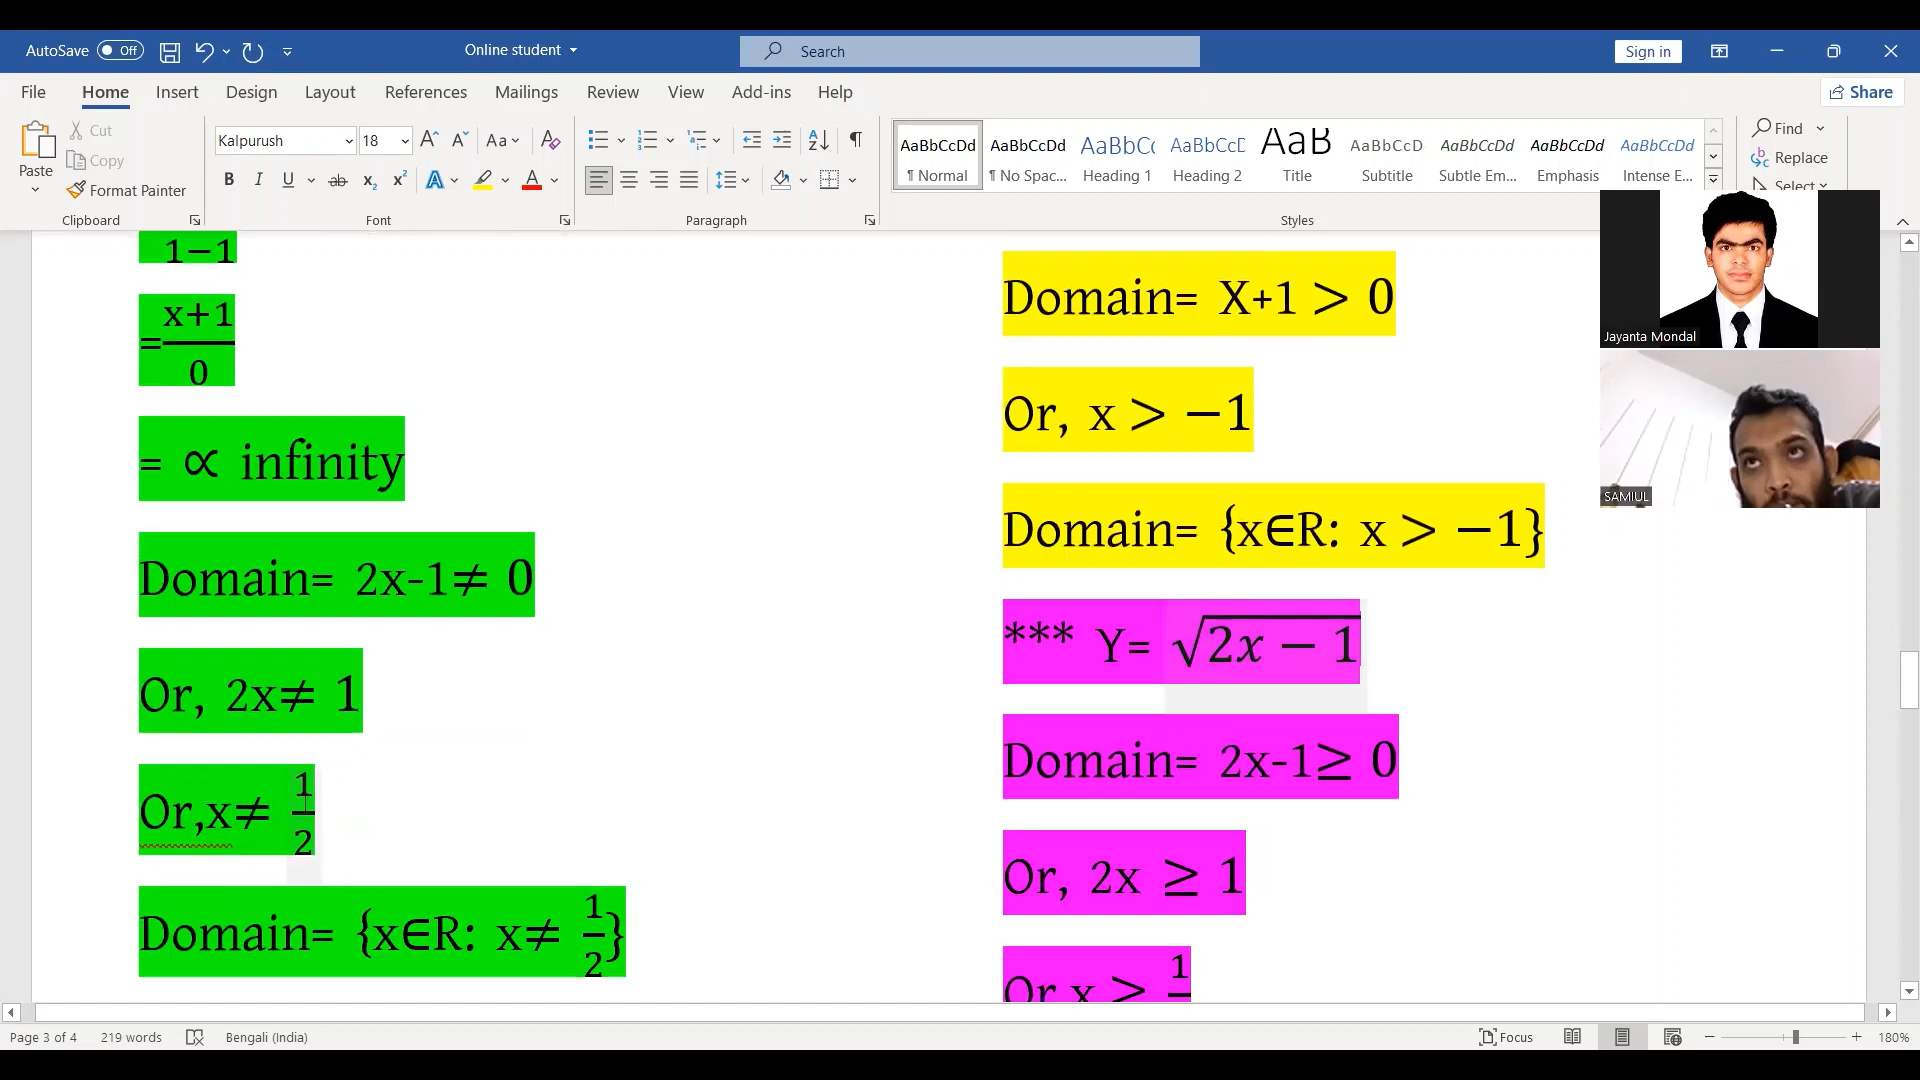 AutoSave Off Online student Search Sign in
File Home Insert Design Layout References Mailings Review View Add-ins Help Share
Paste Cut Copy Format Painter
Kalpurush 18
Clipboard Font Paragraph Styles
AaBbCcDd AaBbCcDd AaBbCc AaBbCcD AaB AaBbCcD AaBbCcDd AaBbCcDd AaBbCcDd
¶ Normal ¶ No Spac... Heading 1 Heading 2 Title Subtitle Subtle Em... Emphasis Intense E...
Find
Replace
Select
1−1
=x+1/0
= ∝ infinity
Domain= 2x-1≠ 0
Or, 2x≠ 1
Or,x≠ 1/2
Domain= {x∈R: x≠ 1/2}
Domain= X+1 > 0
Or, x > −1
Domain= {x∈R: x > −1}
*** Y= √2x − 1
Domain= 2x-1≥ 0
Or, 2x ≥ 1
Or x ≥ 1
Jayanta Mondal
SAMIUL
Page 3 of 4 219 words Bengali (India) Focus 180%